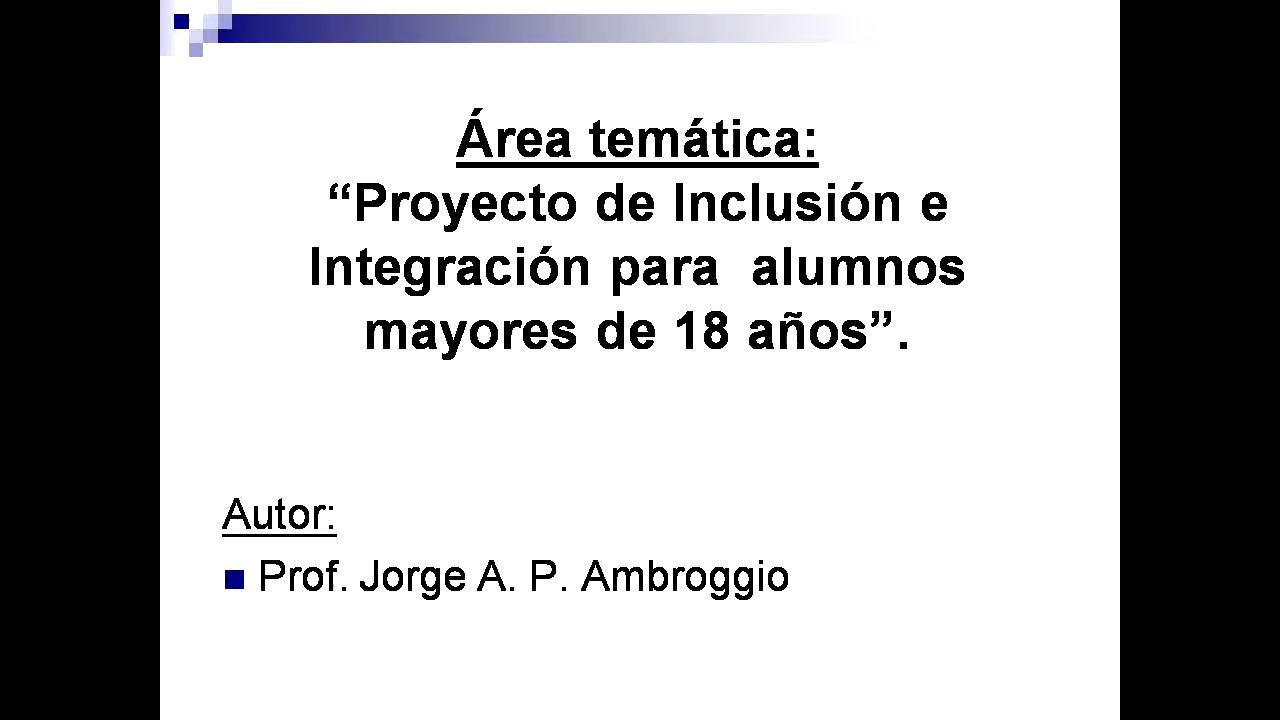 Área temática:
“Proyecto de Inclusión e
Integración para  alumnos
mayores de 18 años”.
Autor:
Prof. Jorge A. P. Ambroggio